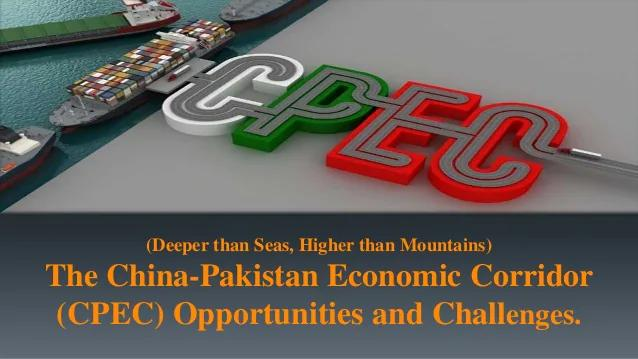 CPEC
(Deeper than Seas, Higher than Mountains)
The China-Pakistan Economic Corridor
(CPEC) Opportunities and Challenges.